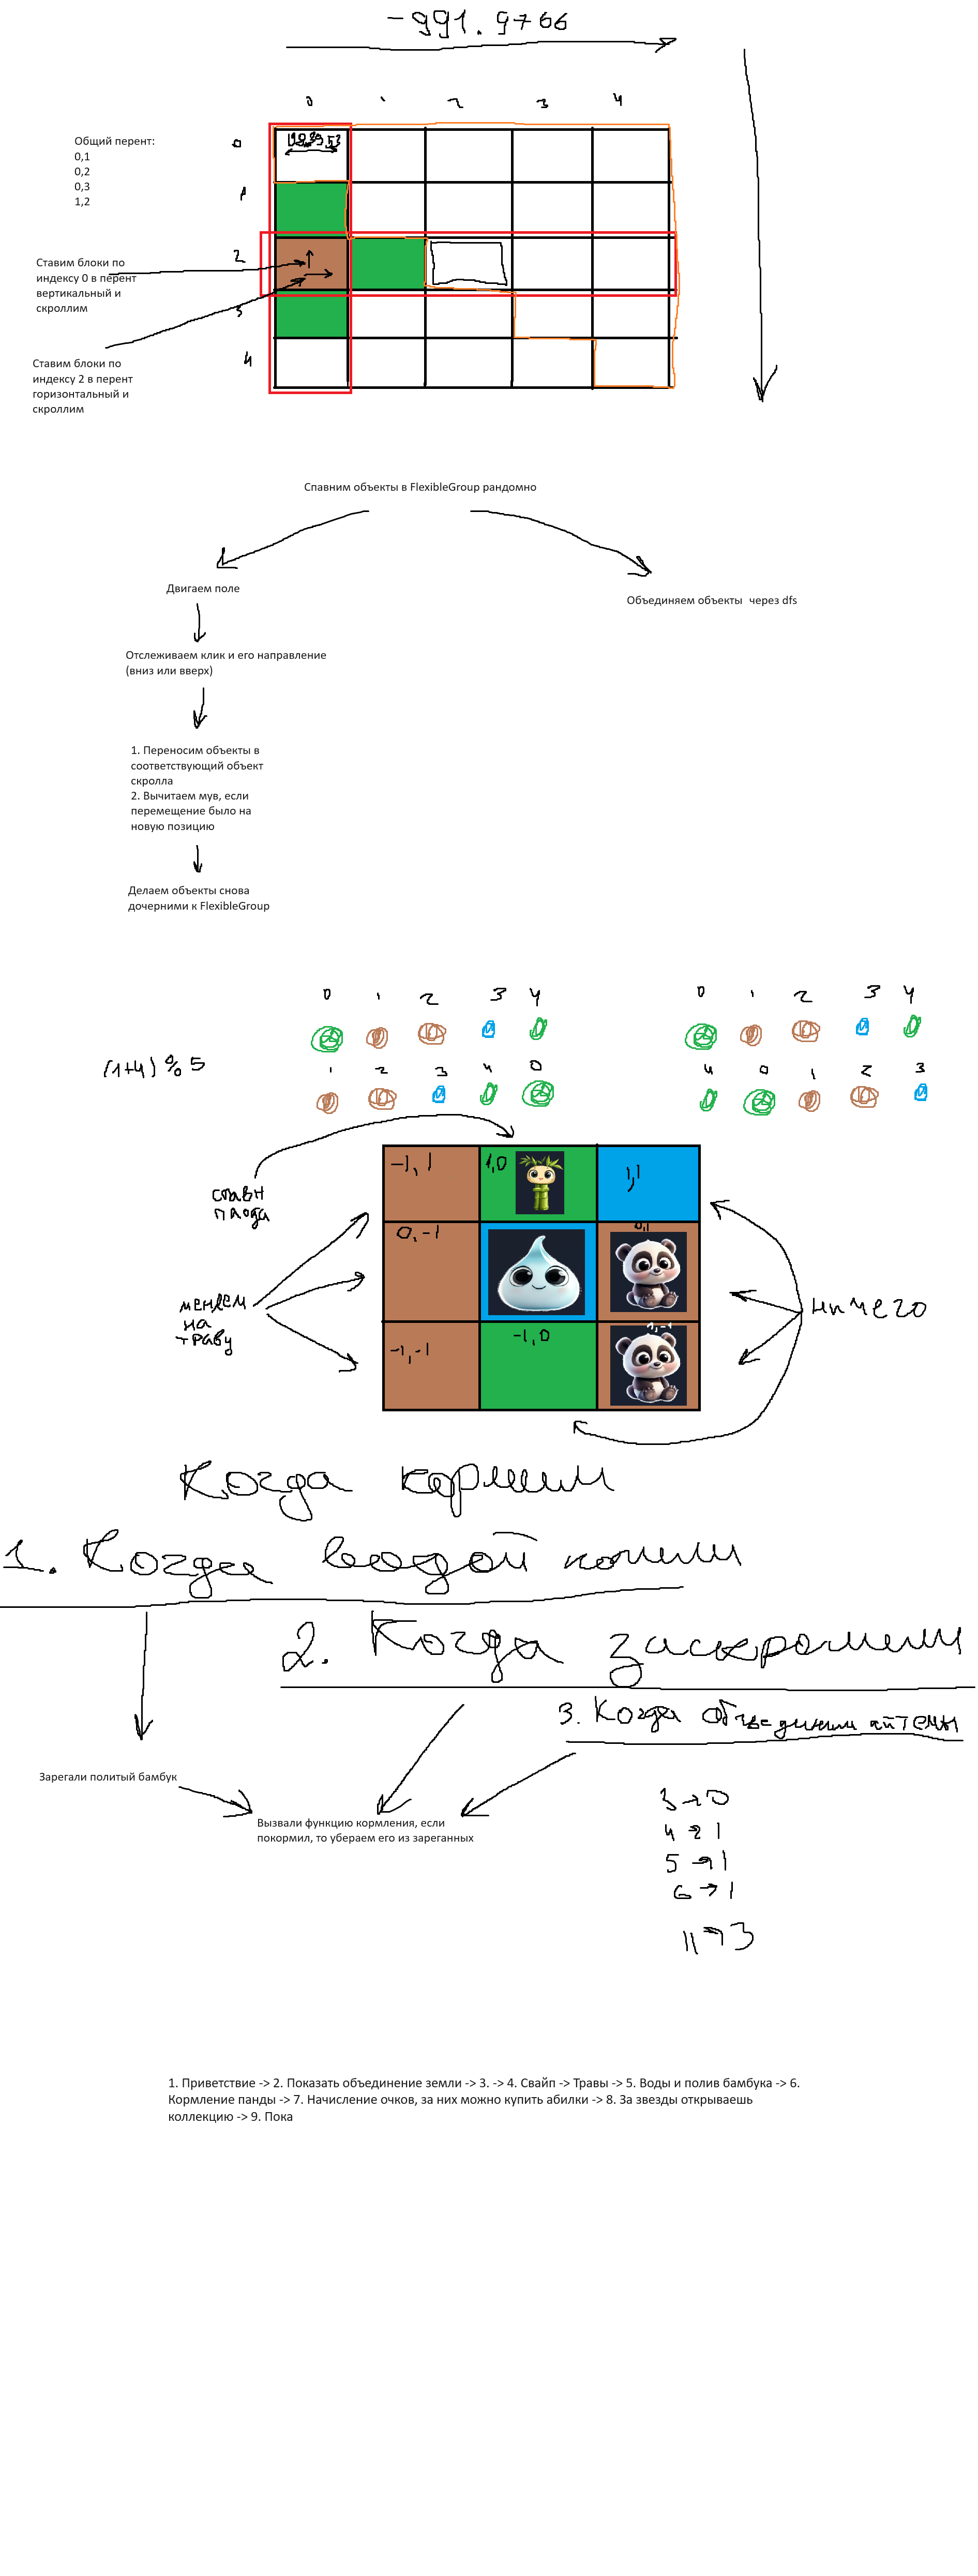 -991.9766
0 1 2 3 4
Общий перент:
0,1
0,2
0,3
1,2
0
1
2
3
4
Ставим блоки по
индексу 0 в перент
вертикальный и
скроллим
Ставим блоки по
индексу 2 в перент
горизонтальный и
скроллим
Спавним объекты в FlexibleGroup рандомно
Двигаем поле
Объединяем объекты через dfs
Отслеживаем клик и его направление
(вниз или вверх)
1. Переносим объекты в
соответствующий объект
скролла
2. Вычитаем мув, если
перемещение было на
новую позицию
Делаем объекты снова
дочерними к FlexibleGroup
0 1 2 3 4
0 1 2 3 4
(1+4) % 5
1 2 3 4 0
4 0 1 2 3
-1,1
1,0
1,1
спавн
плода
0,-1
0,1
меняем
на
траву
ничего
-1,-1
-1,0
1,-1
Когда кормим
1. Когда водой полили
2. Когда заскролили
3. Когда объединили айтемы
Зарегали политый бамбук
Вызвали функцию кормления, если
покормил, то убераем его из зареганных
3 → 0
4 → 1
5 → 1
6 → 1
11 → 3
1. Приветствие -> 2. Показать объединение земли -> 3. -> 4. Свайп -> Травы -> 5. Воды и полив бамбука -> 6.
Кормление панды -> 7. Начисление очков, за них можно купить абилки -> 8. За звезды открываешь
коллекцию -> 9. Пока